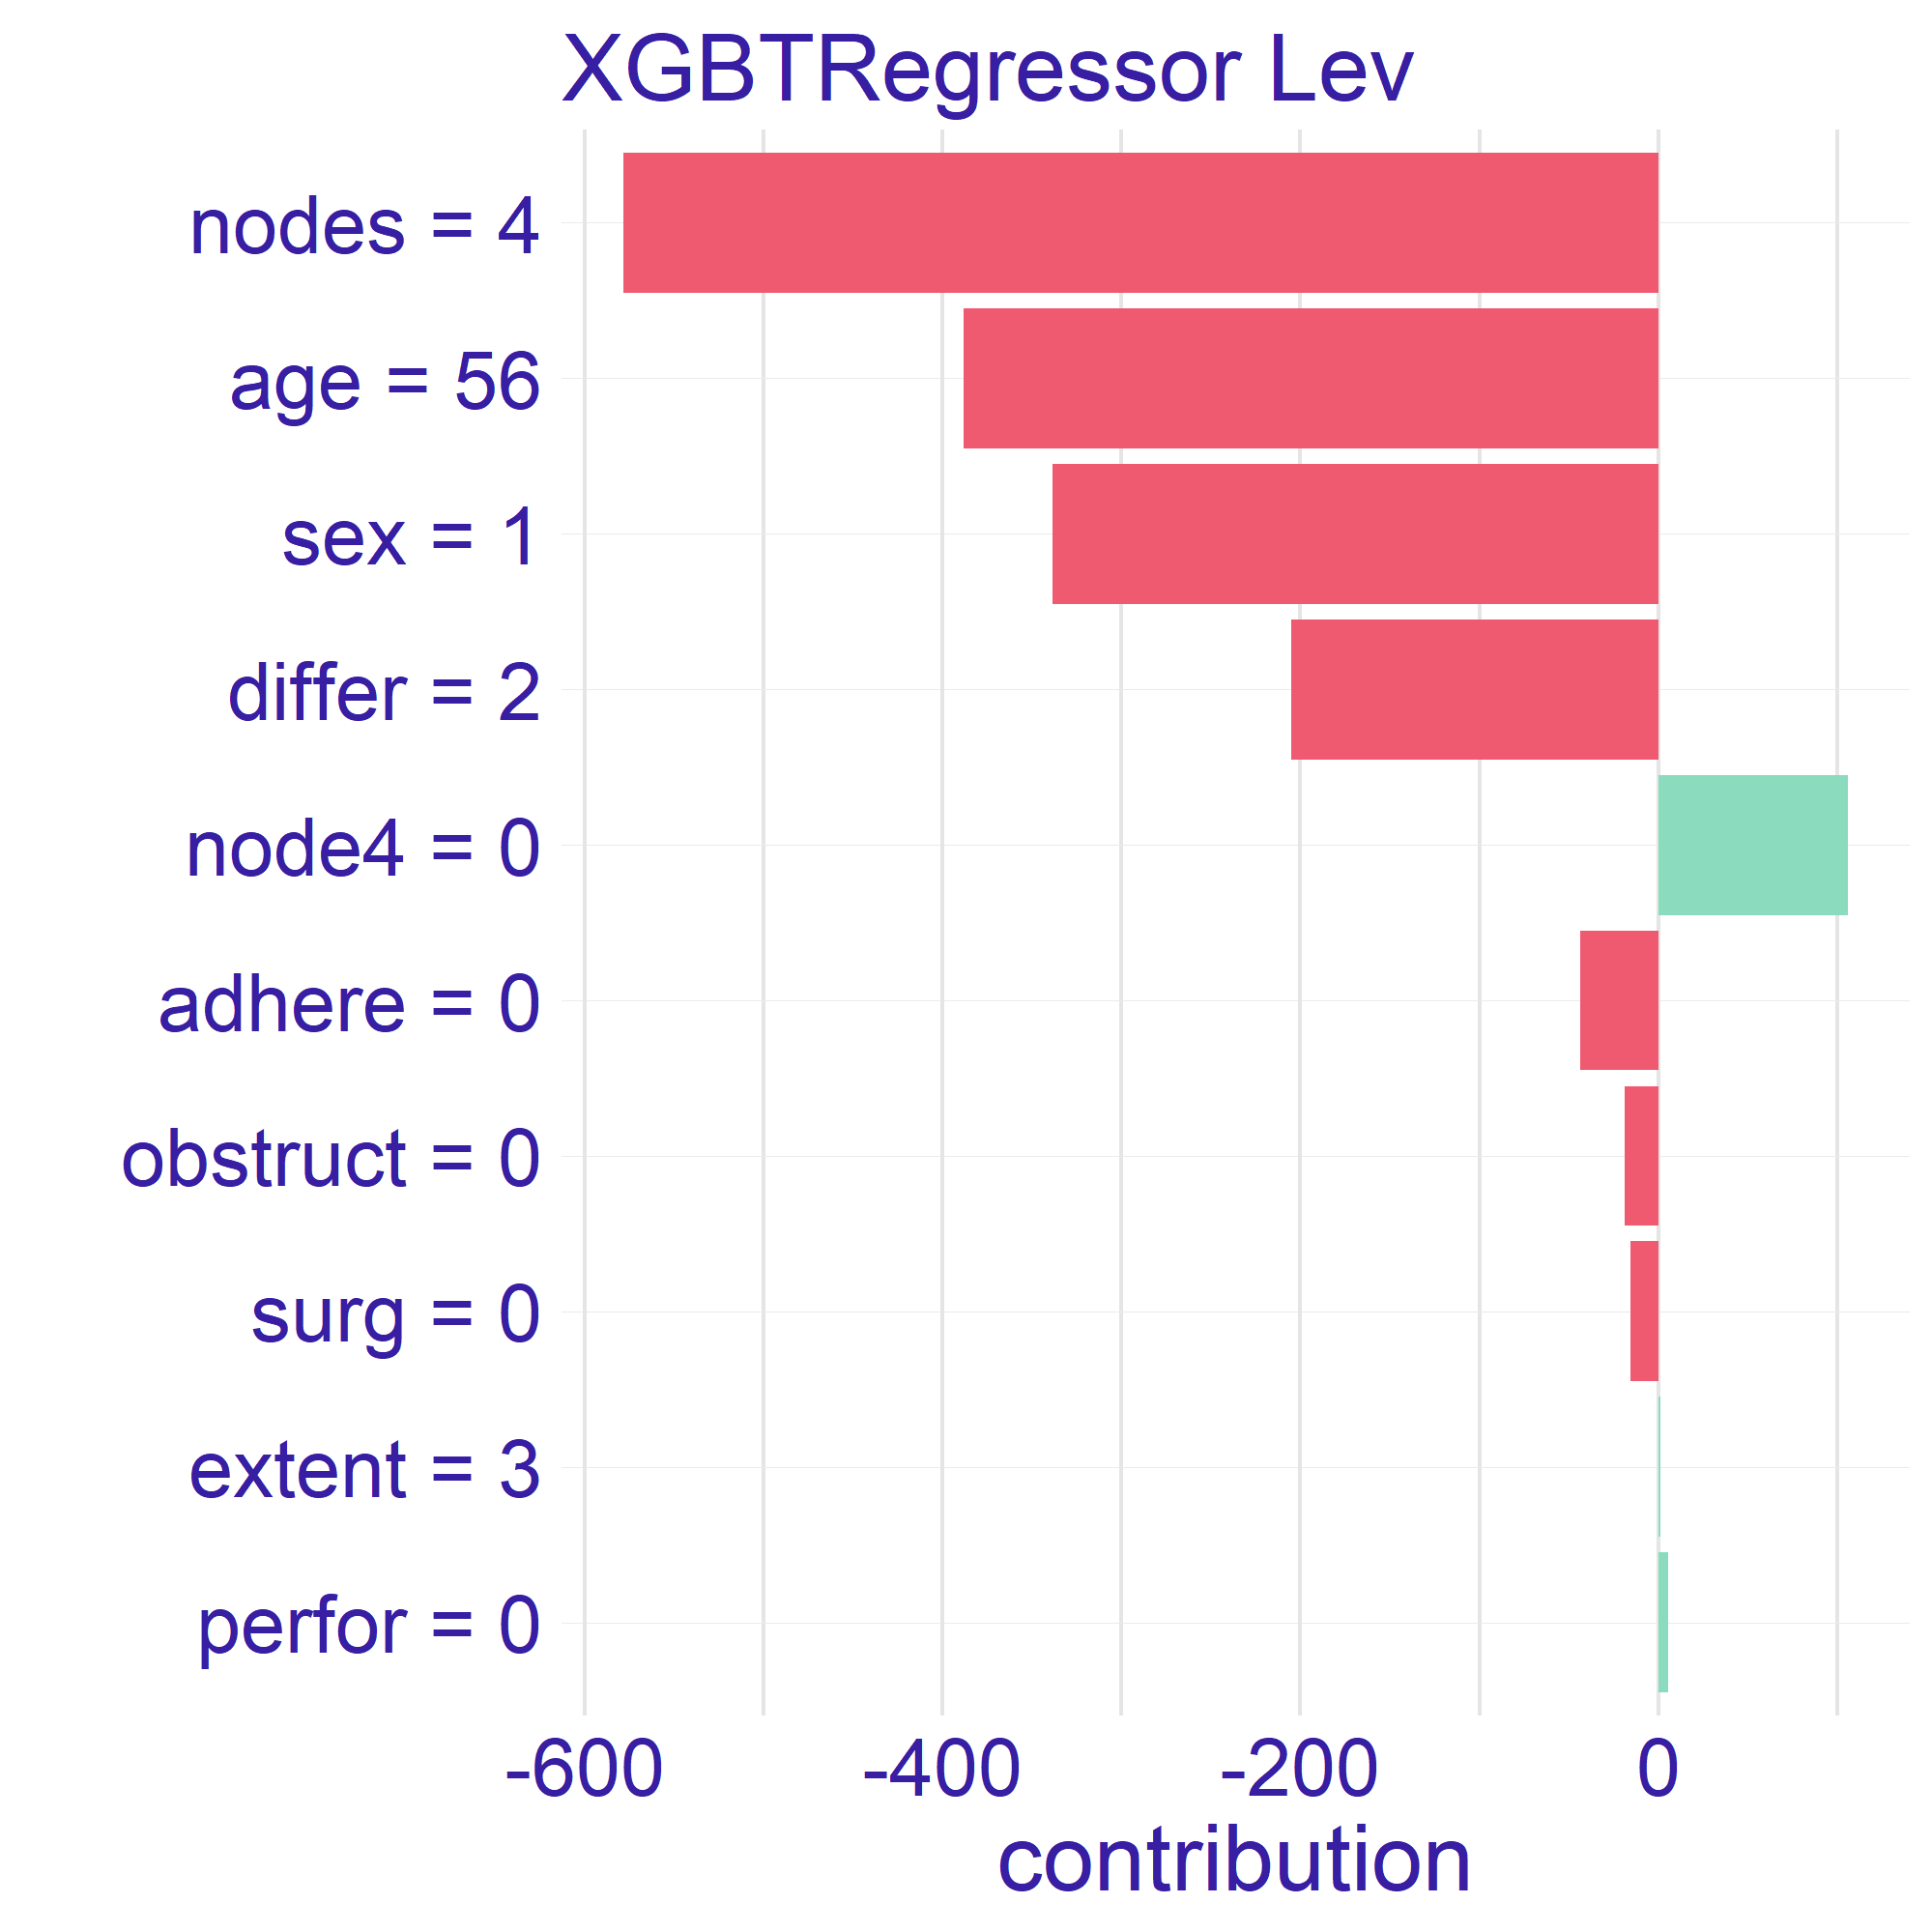 XGBTRegressor Lev
nodes = 4
age = 56
sex = 1
differ = 2
node4 = 0
adhere = 0
obstruct = 0
surg = 0
extent = 3
perfor = 0
-600 -400 -200 0
contribution